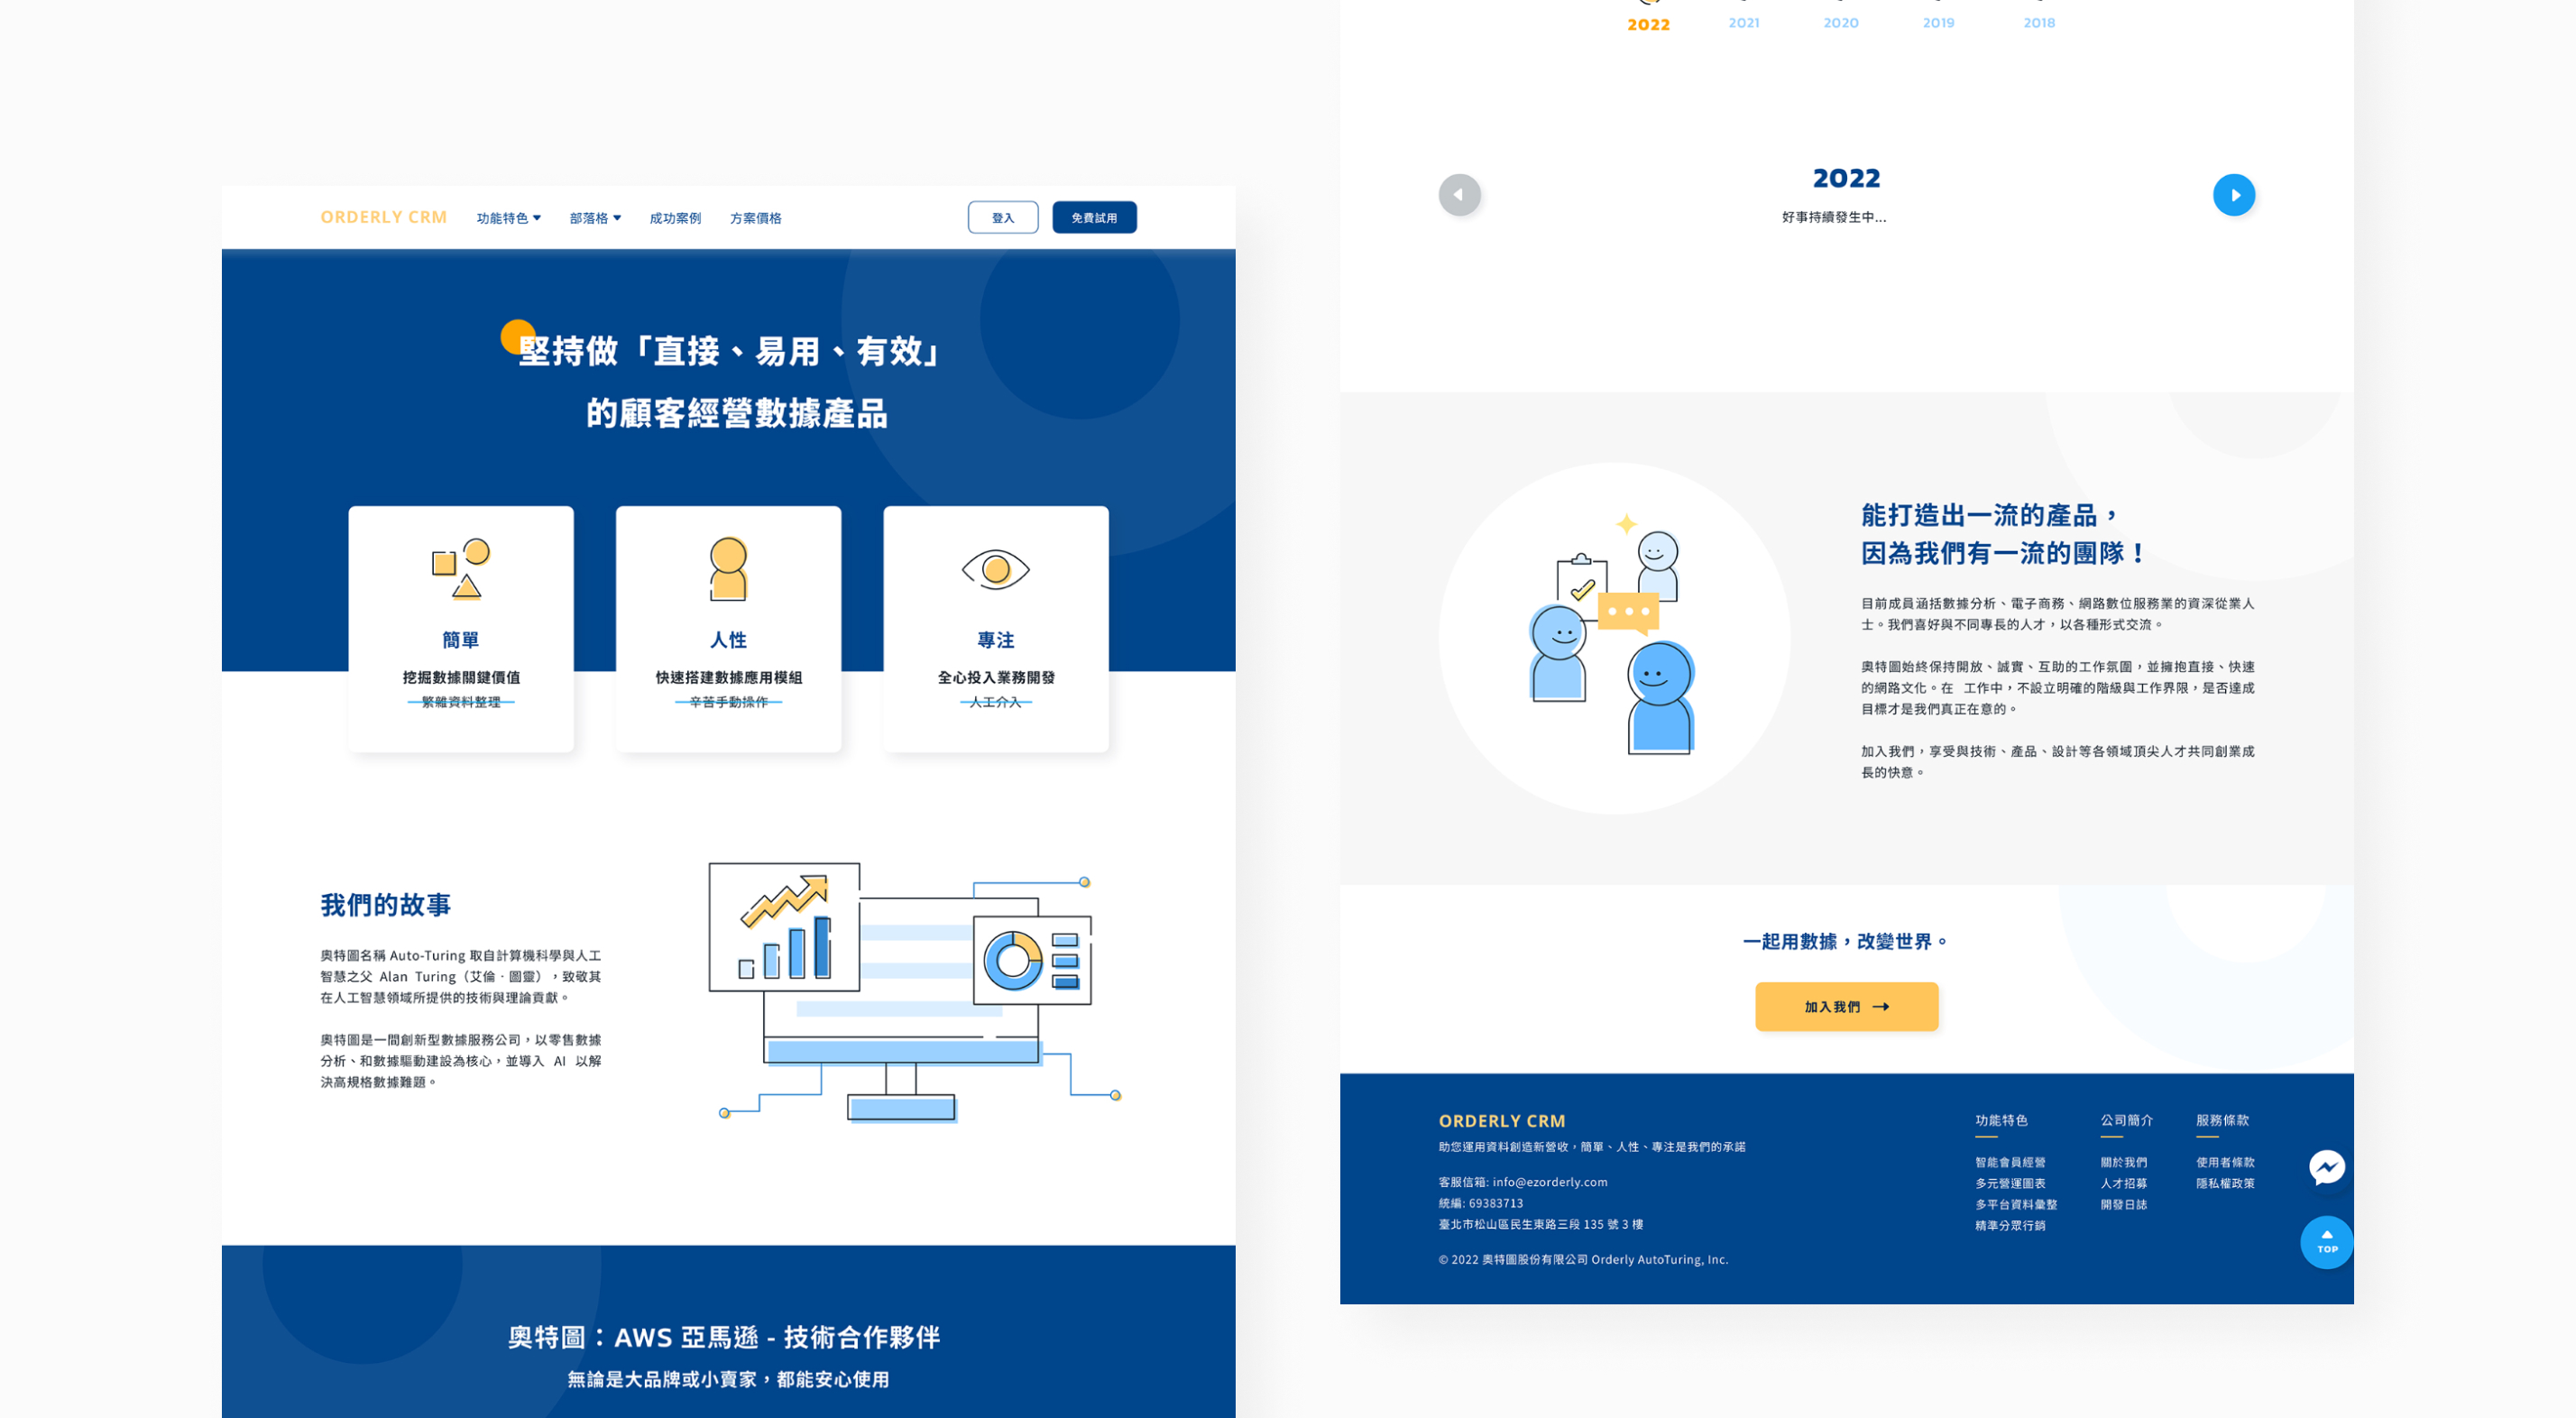 ORDERLY CRM 功能特色 部落格 成功案例 方案價格 登入 免費試用
堅持做「直接、易用、有效」
的顧客經營數據產品
簡單
挖掘數據關鍵價值
繁雜資料整理
人性
快速搭建數據應用模組
辛苦手動操作
專注
全心投入業務開發
人工介入
我們的故事
奧特圖名稱 Auto-Turing 取自計算機科學與人工
智慧之父 Alan Turing（艾倫·圖靈），致敬其
在人工智慧領域所提供的技術與理論貢獻。
奧特圖是一間創新型數據服務公司，以零售數據
分析、和數據驅動建設為核心，並導入 AI 以解
決高規格數據難題。
奧特圖：AWS 亞馬遜 - 技術合作夥伴
無論是大品牌或小賣家，都能安心使用
2022 2021 2020 2019 2018
2022
好事持續發生中...
能打造出一流的產品，
因為我們有一流的團隊！
目前成員涵括數據分析、電子商務、網路數位服務業的資深從業人
士。我們喜好與不同專長的人才，以各種形式交流。
奧特圖始終保持開放、誠實、互助的工作氛圍，並擁抱直接、快速
的網路文化。在 工作中，不設立明確的階級與工作界限，是否達成
目標才是我們真正在意的。
加入我們，享受與技術、產品、設計等各領域頂尖人才共同創業成
長的快意。
一起用數據，改變世界。
加入我們
ORDERLY CRM
助您運用資料創造新營收，簡單、人性、專注是我們的承諾
客服信箱: info@ezorderly.com
統編: 69383713
臺北市松山區民生東路三段 135 號 3 樓
© 2022 奧特圖股份有限公司 Orderly AutoTuring, Inc.
功能特色
智能會員經營
多元營運圖表
多平台資料彙整
精準分眾行銷
公司簡介
關於我們
人才招募
開發日誌
服務條款
使用者條款
隱私權政策
TOP